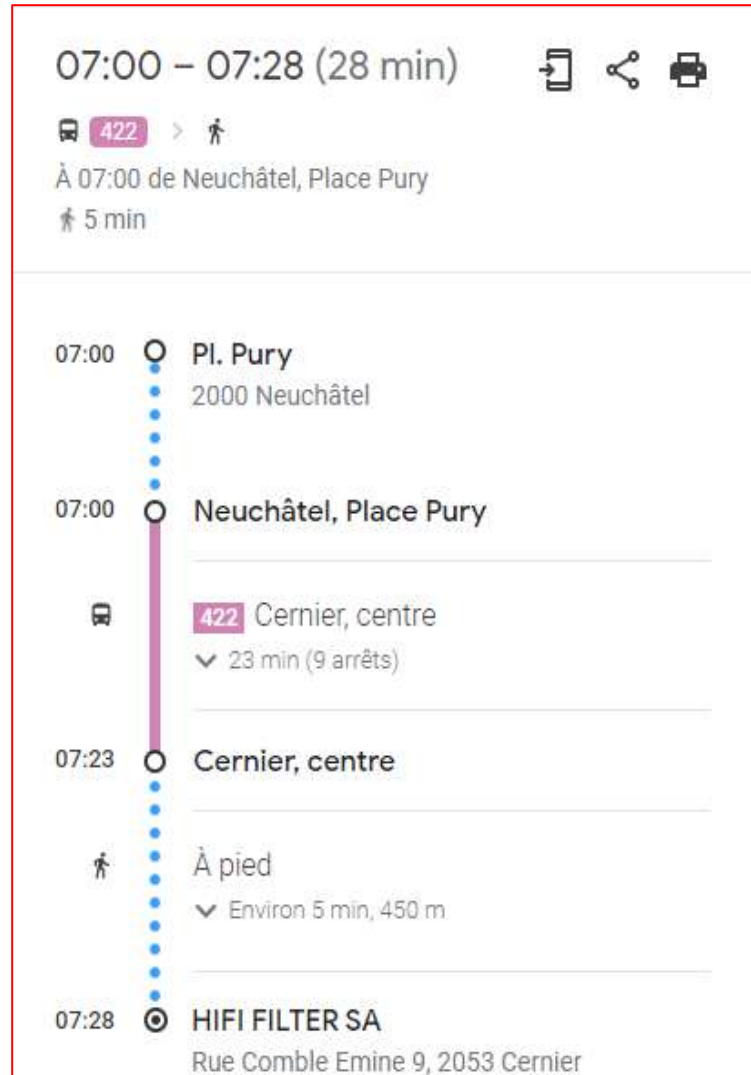 07:00 – 07:28 (28 min)
422
À 07:00 de Neuchâtel, Place Pury
5 min
07:00 Pl. Pury
2000 Neuchâtel
07:00 Neuchâtel, Place Pury
422 Cernier, centre
23 min (9 arrêts)
07:23 Cernier, centre
À pied
Environ 5 min, 450 m
07:28 HIFI FILTER SA
Rue Comble Emine 9, 2053 Cernier